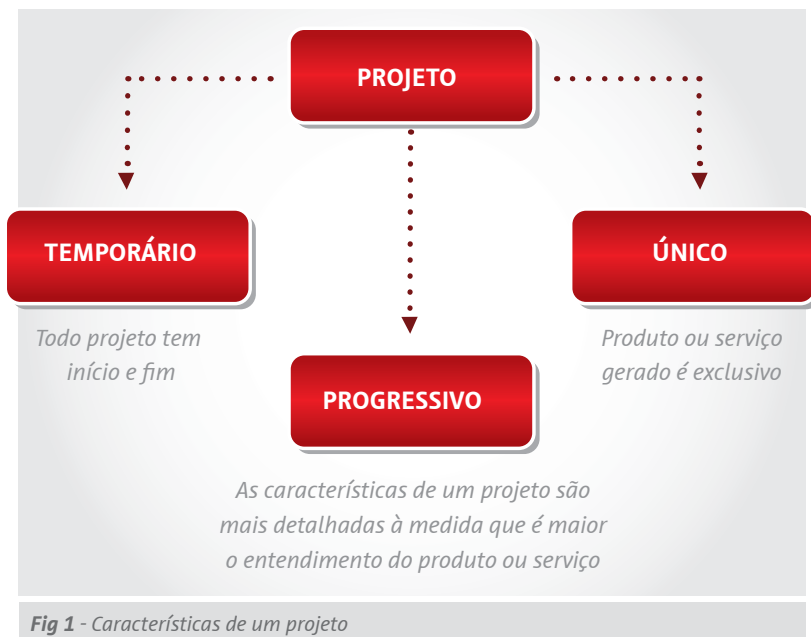 PROJETO
TEMPORÁRIO
Todo projeto tem
início e fim
ÚNICO
Produto ou serviço
gerado é exclusivo
PROGRESSIVO
As características de um projeto são
mais detalhadas à medida que é maior
o entendimento do produto ou serviço
Fig 1 - Características de um projeto